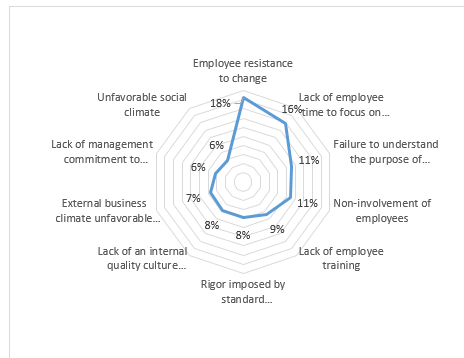 Employee resistance
to change
18%
Lack of employee
time to focus on...
16%
Failure to understand
the purpose of...
11%
Non-involvement of
employees
11%
Lack of employee
training
9%
Rigor imposed by
standard...
8%
Lack of an internal
quality culture...
8%
External business
climate unfavorable...
7%
Lack of management
commitment to...
6%
Unfavorable social
climate
6%